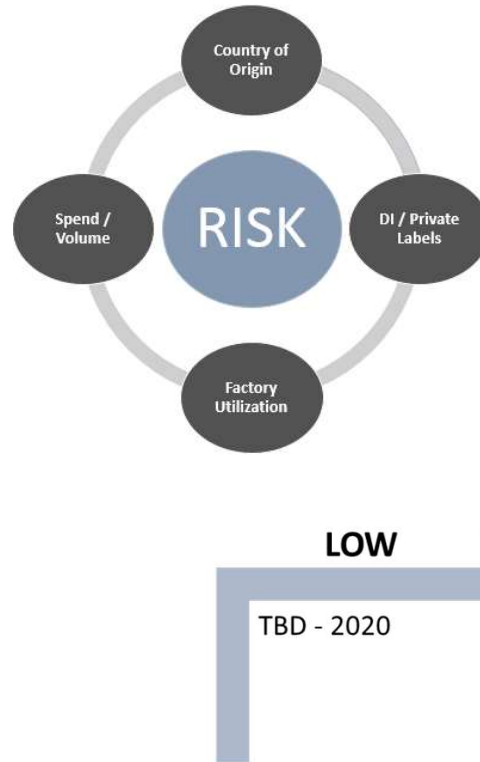 Country of
Origin
Spend /
Volume
RISK
DI / Private
Labels
Factory
Utilization
LOW
TBD - 2020